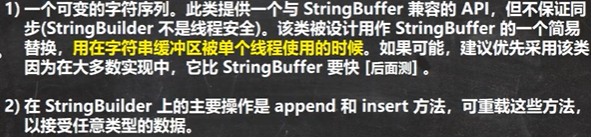 1) 一个可变的字符序列。此类提供一个与 StringBuffer 兼容的 API，但不保证同
步(StringBuilder 不是线程安全)。该类被设计用作 StringBuffer 的一个简易
替换，用在字符串缓冲区被单个线程使用的时候。如果可能，建议优先采用该类
因为在大多数实现中，它比 StringBuffer 要快 [后面测] 。
2) 在 StringBuilder 上的主要操作是 append 和 insert 方法，可重载这些方法，
以接受任意类型的数据。